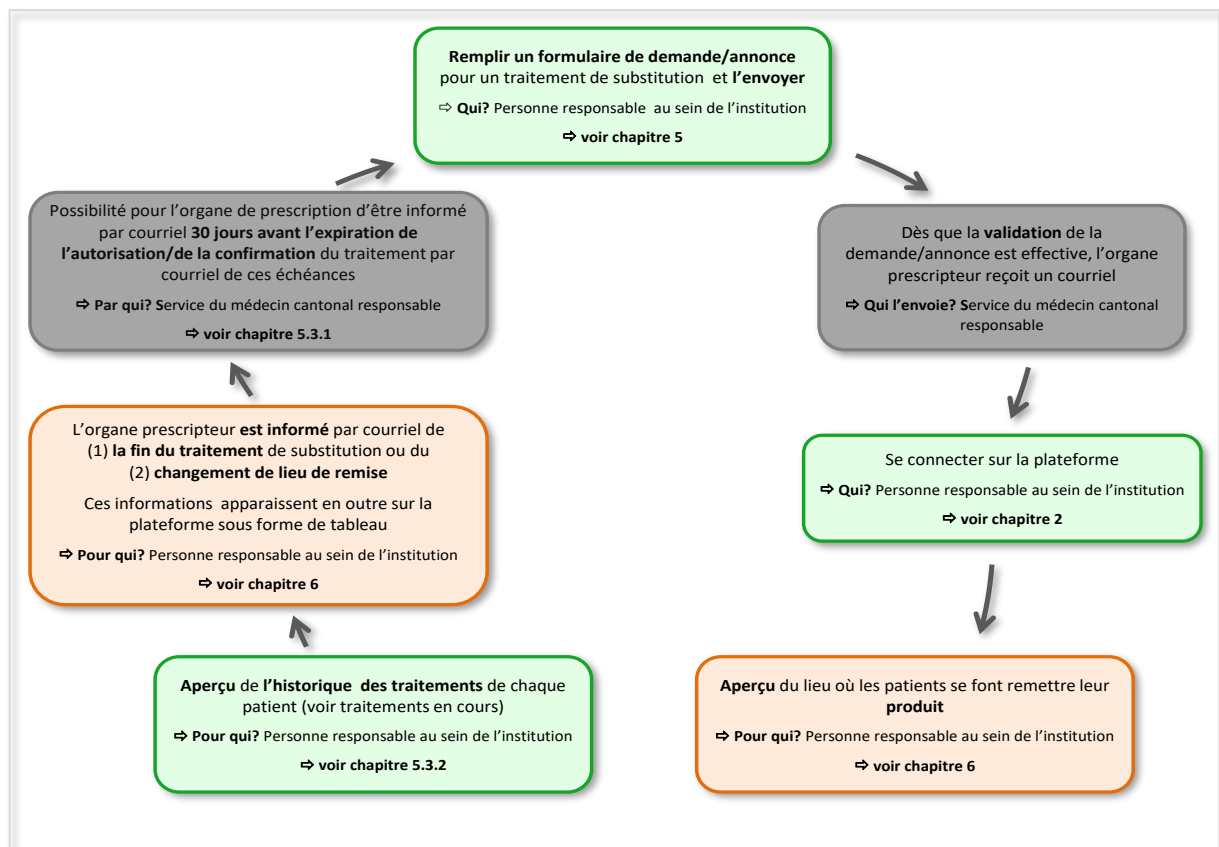 Remplir un formulaire de demande/annonce
pour un traitement de substitution et l'envoyer
⇨ Qui? Personne responsable au sein de l'institution
⇨ voir chapitre 5
Possibilité pour l'organe de prescription d'être informé
par courriel 30 jours avant l'expiration de
l'autorisation/de la confirmation du traitement par
courriel de ces échéances
⇨ Par qui? Service du médecin cantonal responsable
⇨ voir chapitre 5.3.1
Dès que la validation de la
demande/annonce est effective, l'organe
prescripteur reçoit un courriel
⇨ Qui l'envoie? Service du médecin cantonal
responsable
L'organe prescripteur est informé par courriel de
(1) la fin du traitement de substitution ou du
(2) changement de lieu de remise
Ces informations apparaissent en outre sur la
plateforme sous forme de tableau
⇨ Pour qui? Personne responsable au sein de l'institution
⇨ voir chapitre 6
Se connecter sur la plateforme
⇨ Qui? Personne responsable au sein de l'institution
⇨ voir chapitre 2
Aperçu de l'historique des traitements de chaque
patient (voir traitements en cours)
⇨ Pour qui? Personne responsable au sein de l'institution
⇨ voir chapitre 5.3.2
Aperçu du lieu où les patients se font remettre leur
produit
⇨ Pour qui? Personne responsable au sein de l'institution
⇨ voir chapitre 6